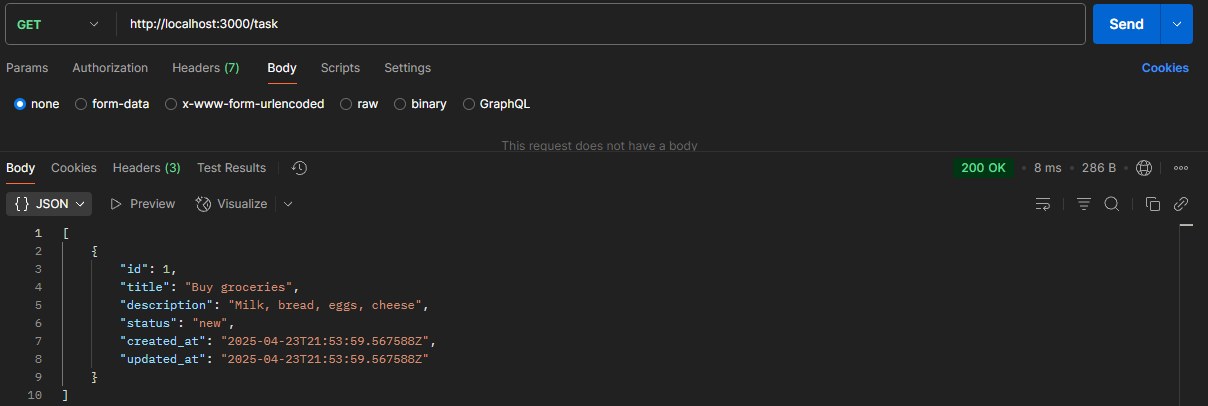 GET http://localhost:3000/task Send
Params Authorization Headers (7) Body Scripts Settings Cookies
none form-data x-www-form-urlencoded raw binary GraphQL
This request does not have a body
Body Cookies Headers (3) Test Results 200 OK • 8 ms • 286 B •
{} JSON Preview Visualize
1 [
2 {
3 "id": 1,
4 "title": "Buy groceries",
5 "description": "Milk, bread, eggs, cheese",
6 "status": "new",
7 "created_at": "2025-04-23T21:53:59.567588Z",
8 "updated_at": "2025-04-23T21:53:59.567588Z"
9 }
10 ]